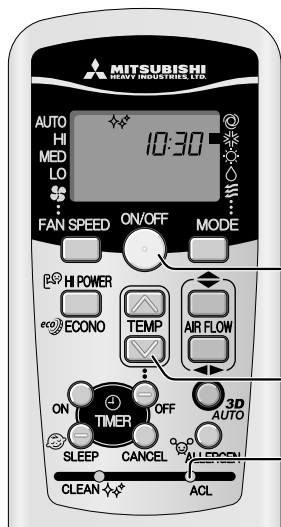 MITSUBISHI
HEAVY INDUSTRIES, LTD.
AUTO
HI
MED
LO
10:30
FAN SPEED
ON/OFF
MODE
HI POWER
eco ECONO
TEMP
AIR FLOW
ON
TIMER
OFF
3D
AUTO
SLEEP
CANCEL
ALLERGEN
CLEAN
ACL